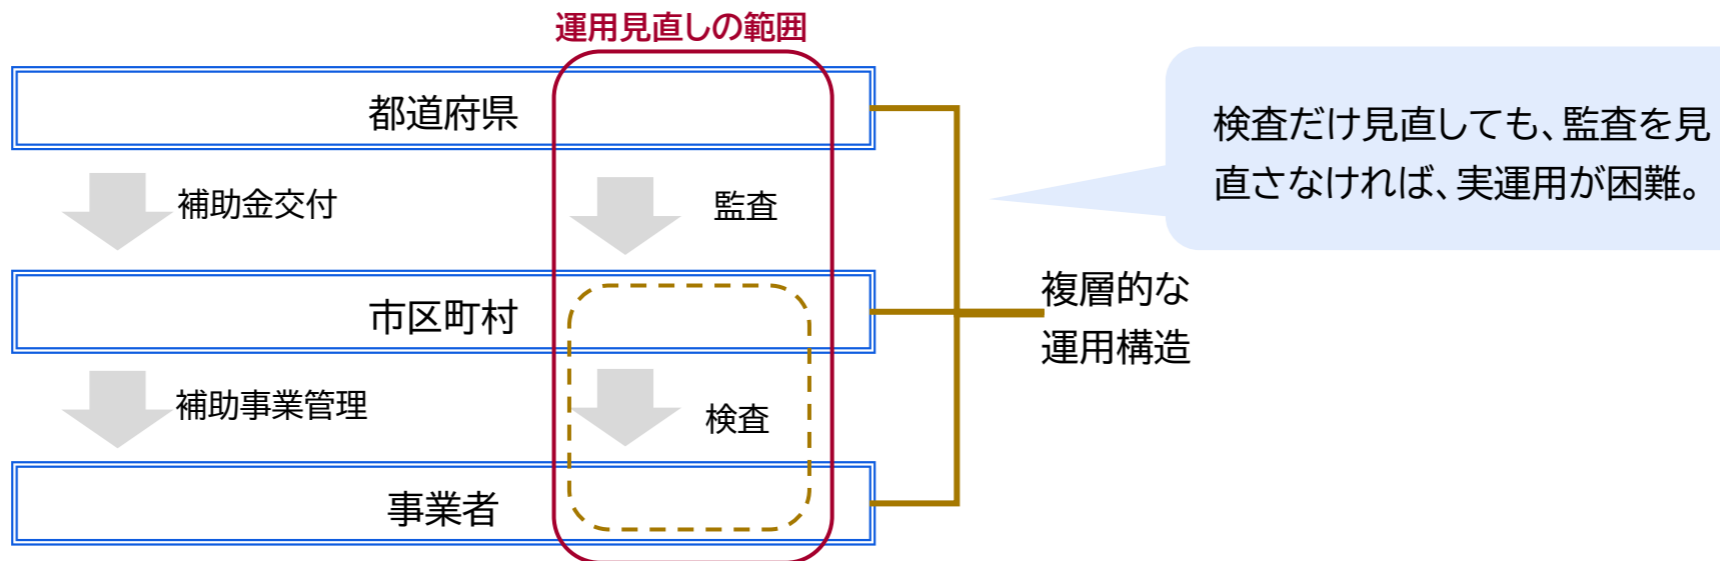 運用見直しの範囲
都道府県
検査だけ見直しても、監査を見
直さなければ、実運用が困難。
補助金交付
監査
市区町村
複層的な
運用構造
補助事業管理
検査
事業者